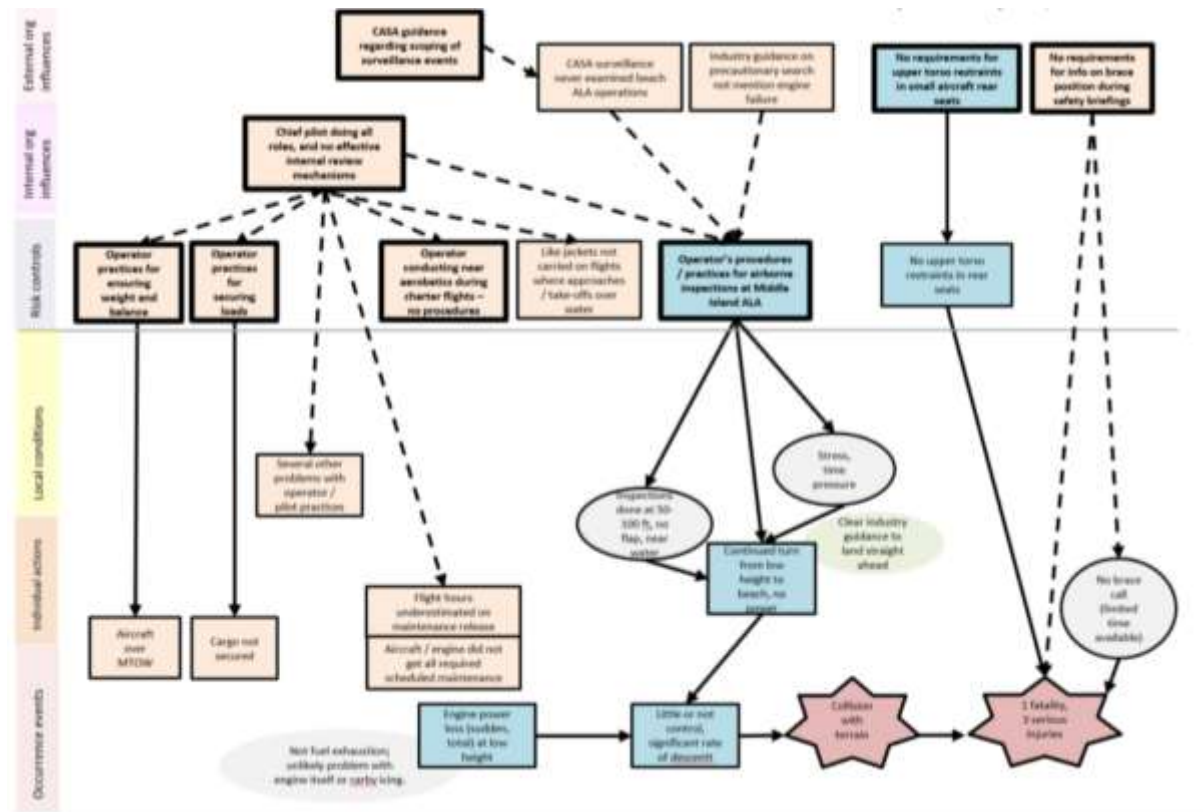 External org
influences
CASA guidance
regarding scoping of
surveillance events
CASA surveillance
never examined beach
ALA operations
Industry guidance on
precautionary search
not mention engine
failure
No requirements for
upper torso restraints
in small aircraft rear
seats
No requirements
for info on brace
position during
safety briefings
Internal org
influences
Chief pilot doing all
roles, and no effective
internal review
mechanisms
Risk controls
Operator
practices for
ensuring
weight and
balance
Operator
practices
for
securing
loads
Operator
conducting near
aerobatics during
charter flights –
no procedures
Like jackets not
carried on flights
where approaches
/ take-offs over
water
Operator's procedures
/ practices for airborne
inspections at Middle
Island ALA
No upper torso
restraints in rear
seats
Local conditions
Several other
problems with
operator /
pilot practices
Stress,
time
pressure
Inspections
done at 50-
100 ft, no
flap, near
water
Individual actions
Clear industry
guidance to
land straight
ahead
Continued turn
from low
height to
beach, no
No brace
call
(limited
time
available)
Flight hours
underestimated on
maintenance release
Aircraft / engine did not
get all required
scheduled maintenance
Aircraft
over
MTOW
Cargo not
secured
Occurrence events
Engine power
loss (sudden,
total) at low
height
Little or not
control,
significant rate
of descent
Collision
with
terrain
1 fatality,
3 serious
injuries
Not fuel exhaustion;
unlikely problem with
engine itself or carby icing.